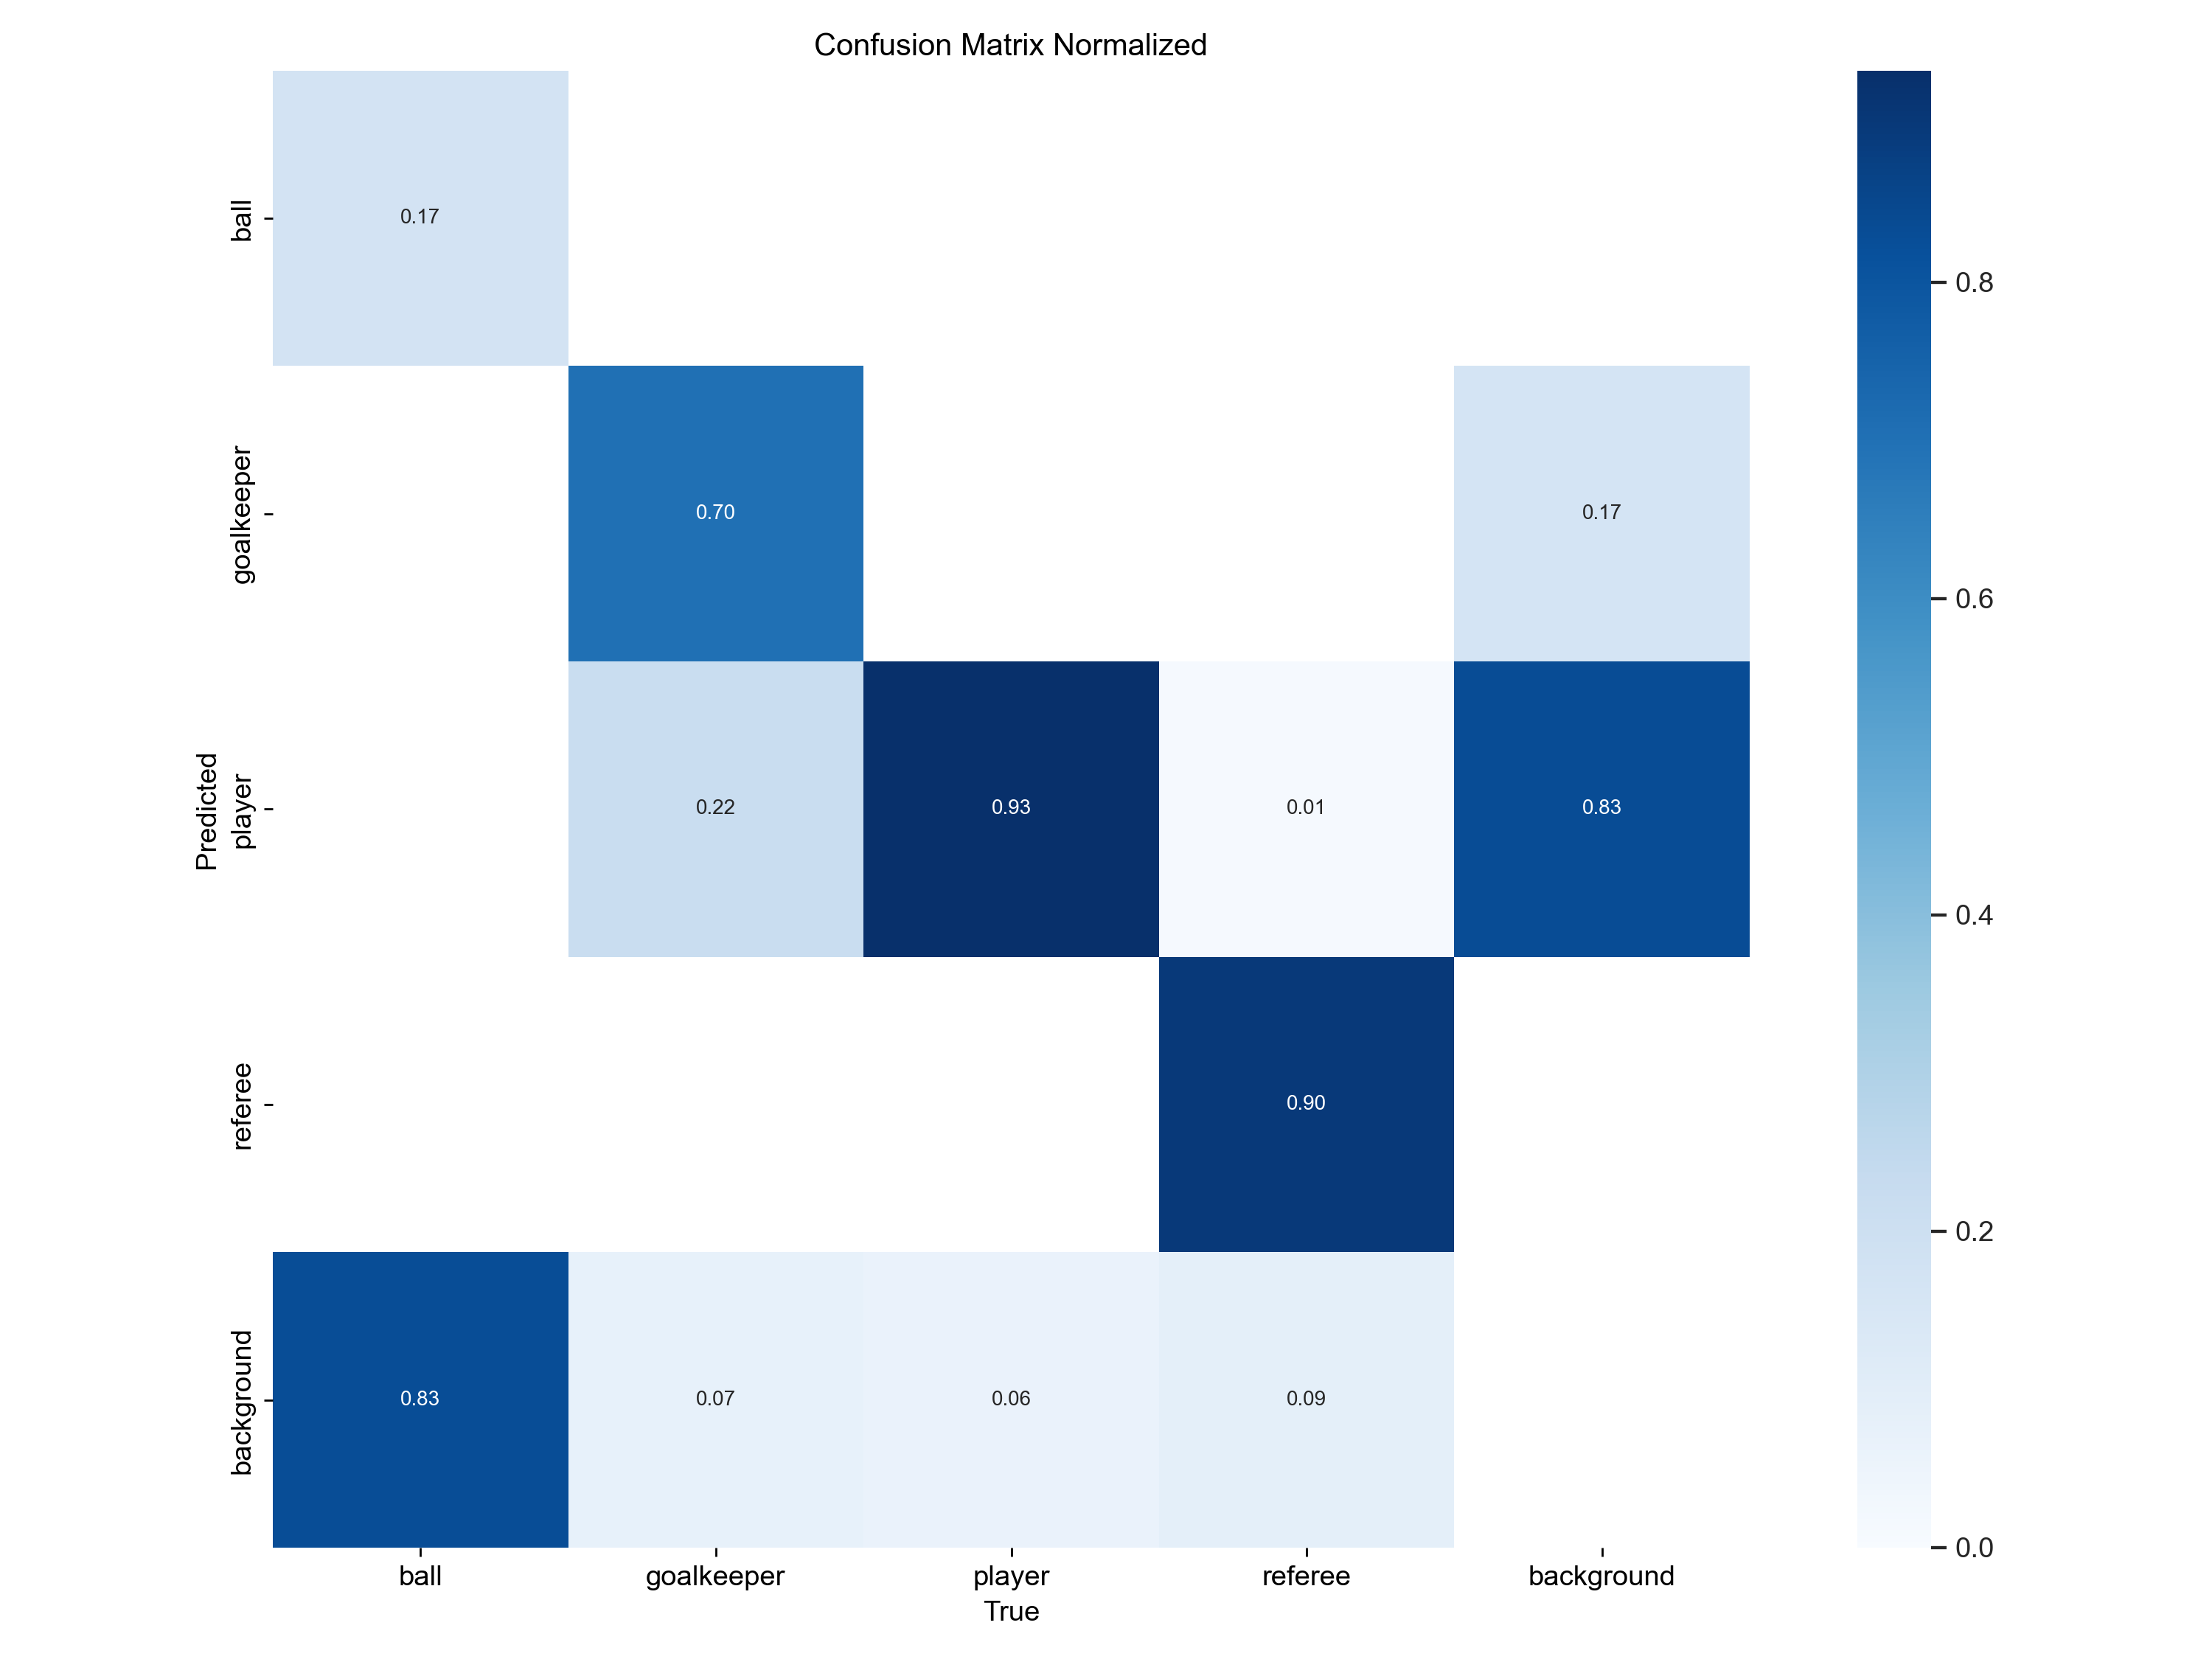 Confusion Matrix Normalized
ball
0.17
0.8
goalkeeper
0.70
0.17
0.6
Predicted
player
0.22
0.93
0.01
0.83
0.4
referee
0.90
0.2
background
0.83
0.07
0.06
0.09
0.0
ball
goalkeeper
player
referee
background
True